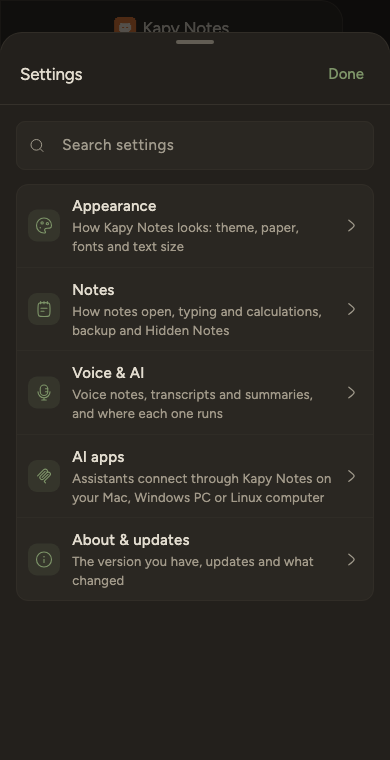 Kapy Notes
Settings
Done
Search settings
Appearance
How Kapy Notes looks: theme, paper,
fonts and text size
Notes
How notes open, typing and calculations,
backup and Hidden Notes
Voice & AI
Voice notes, transcripts and summaries,
and where each one runs
AI apps
Assistants connect through Kapy Notes on
your Mac, Windows PC or Linux computer
About & updates
The version you have, updates and what
changed